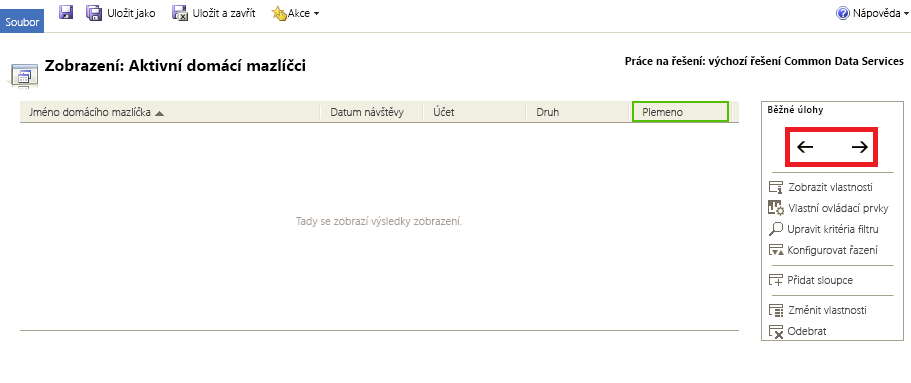 Soubor Uložit jako Uložit a zavřít Akce Nápověda
Zobrazení: Aktivní domácí mazlíčci
Práce na řešení: výchozí řešení Common Data Services
Jméno domácího mazlíčka Datum návštěvy Účet Druh Plemeno
Tady se zobrazí výsledky zobrazení.
Běžné úlohy
Zobrazit vlastnosti
Vlastní ovládací prvky
Upravit kritéria filtru
Konfigurovat řazení
Přidat sloupce
Změnit vlastnosti
Odebrat